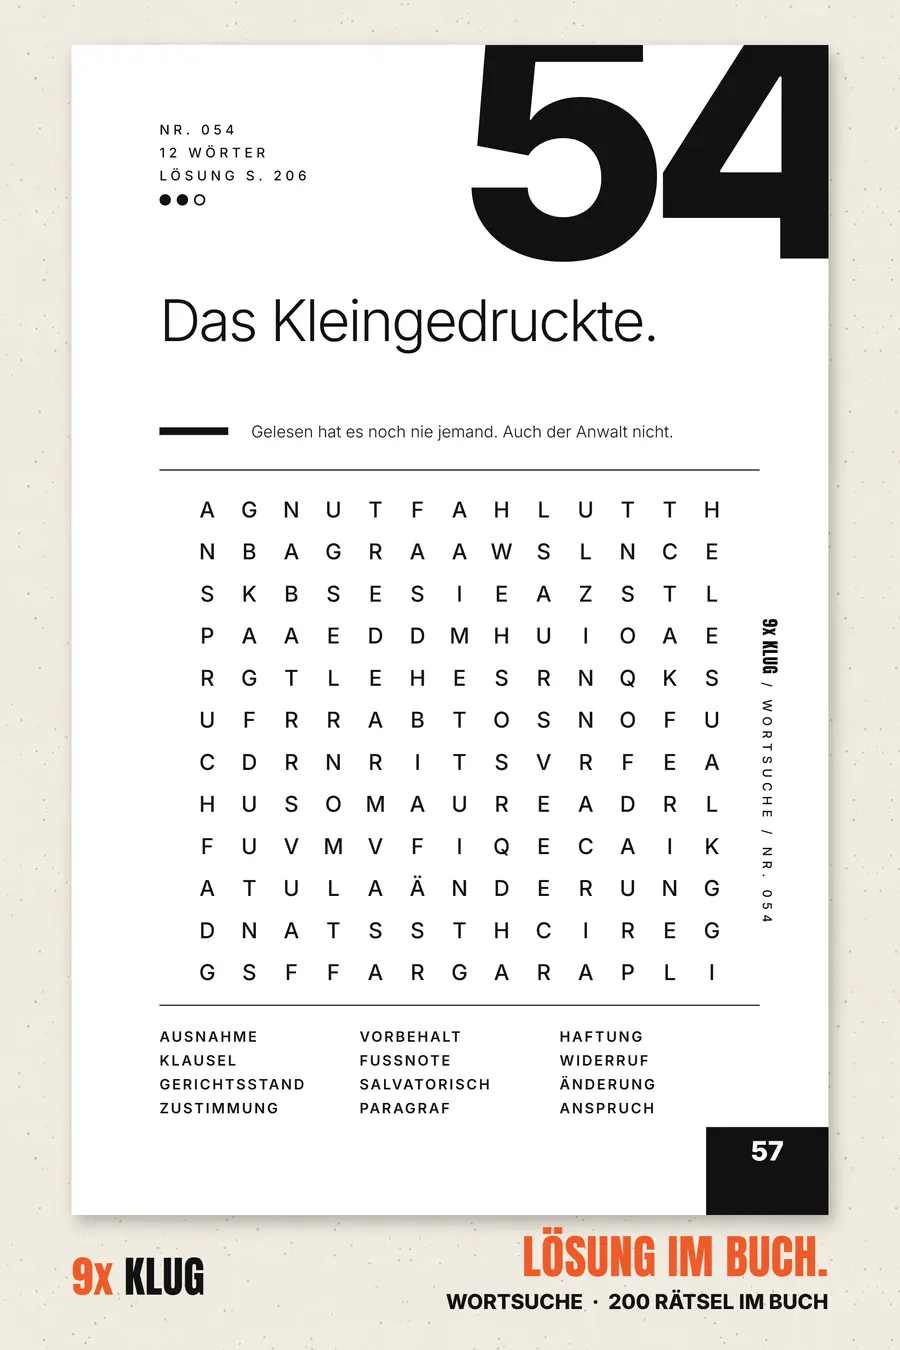 54
NR. 054
12 WÖRTER
LÖSUNG S. 206
Das Kleingedruckte.
Gelesen hat es noch nie jemand. Auch der Anwalt nicht.
A G N U T F A H L U T T H
N B A G R A A W S L N C E
S K B S E S I E A Z S T L
P A A E D D M H U I O A E
R G T L E H E S R N Q K S
U F R R A B T O S N O F U
C D R N R I T S V R F E A
H U S O M A U R E A D R L
F U V M V F I Q E C A I K
A T U L A Ä N D E R U N G
D N A T S S T H C I R E G
G S F F A R G A R A P L I
9x KLUG / WORTSUCHE / NR. 054
AUSNAHME VORBEHALT HAFTUNG
KLAUSEL FUSSNOTE WIDERRUF
GERICHTSSTAND SALVATORISCH ÄNDERUNG
ZUSTIMMUNG PARAGRAF ANSPRUCH
57
9x KLUG
LÖSUNG IM BUCH.
WORTSUCHE · 200 RÄTSEL IM BUCH